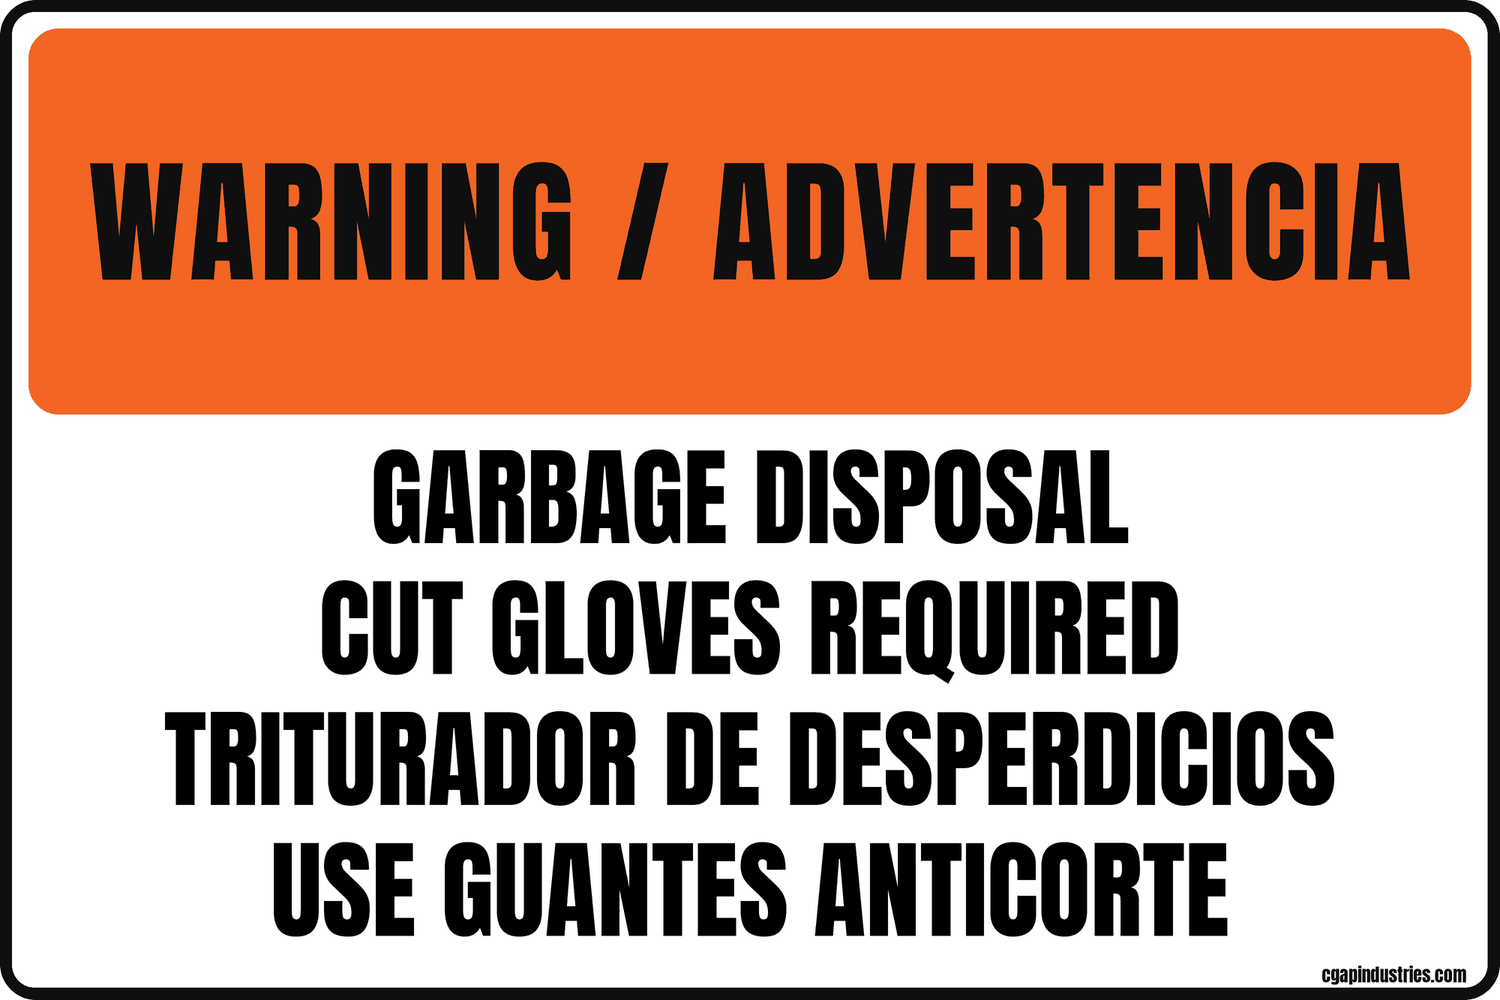 WARNING / ADVERTENCIA
GARBAGE DISPOSAL
CUT GLOVES REQUIRED
TRITURADOR DE DESPERDICIOS
USE GUANTES ANTICORTE
cgapindustries.com